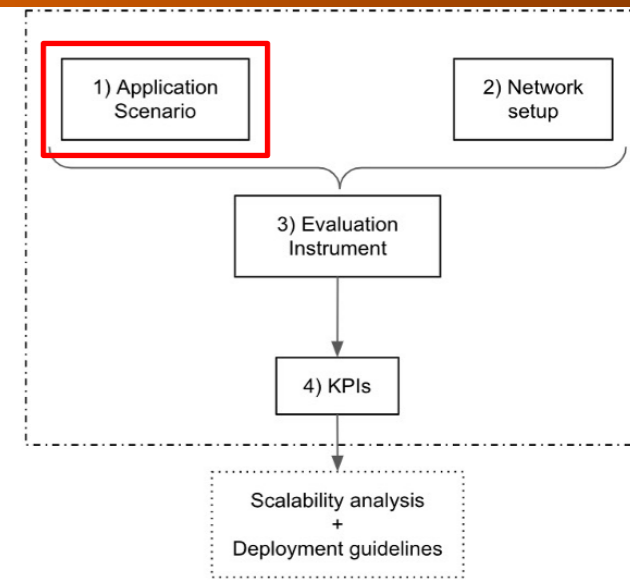 1) Application
Scenario
2) Network
setup
3) Evaluation
Instrument
4) KPIs
Scalability analysis
+
Deployment guidelines